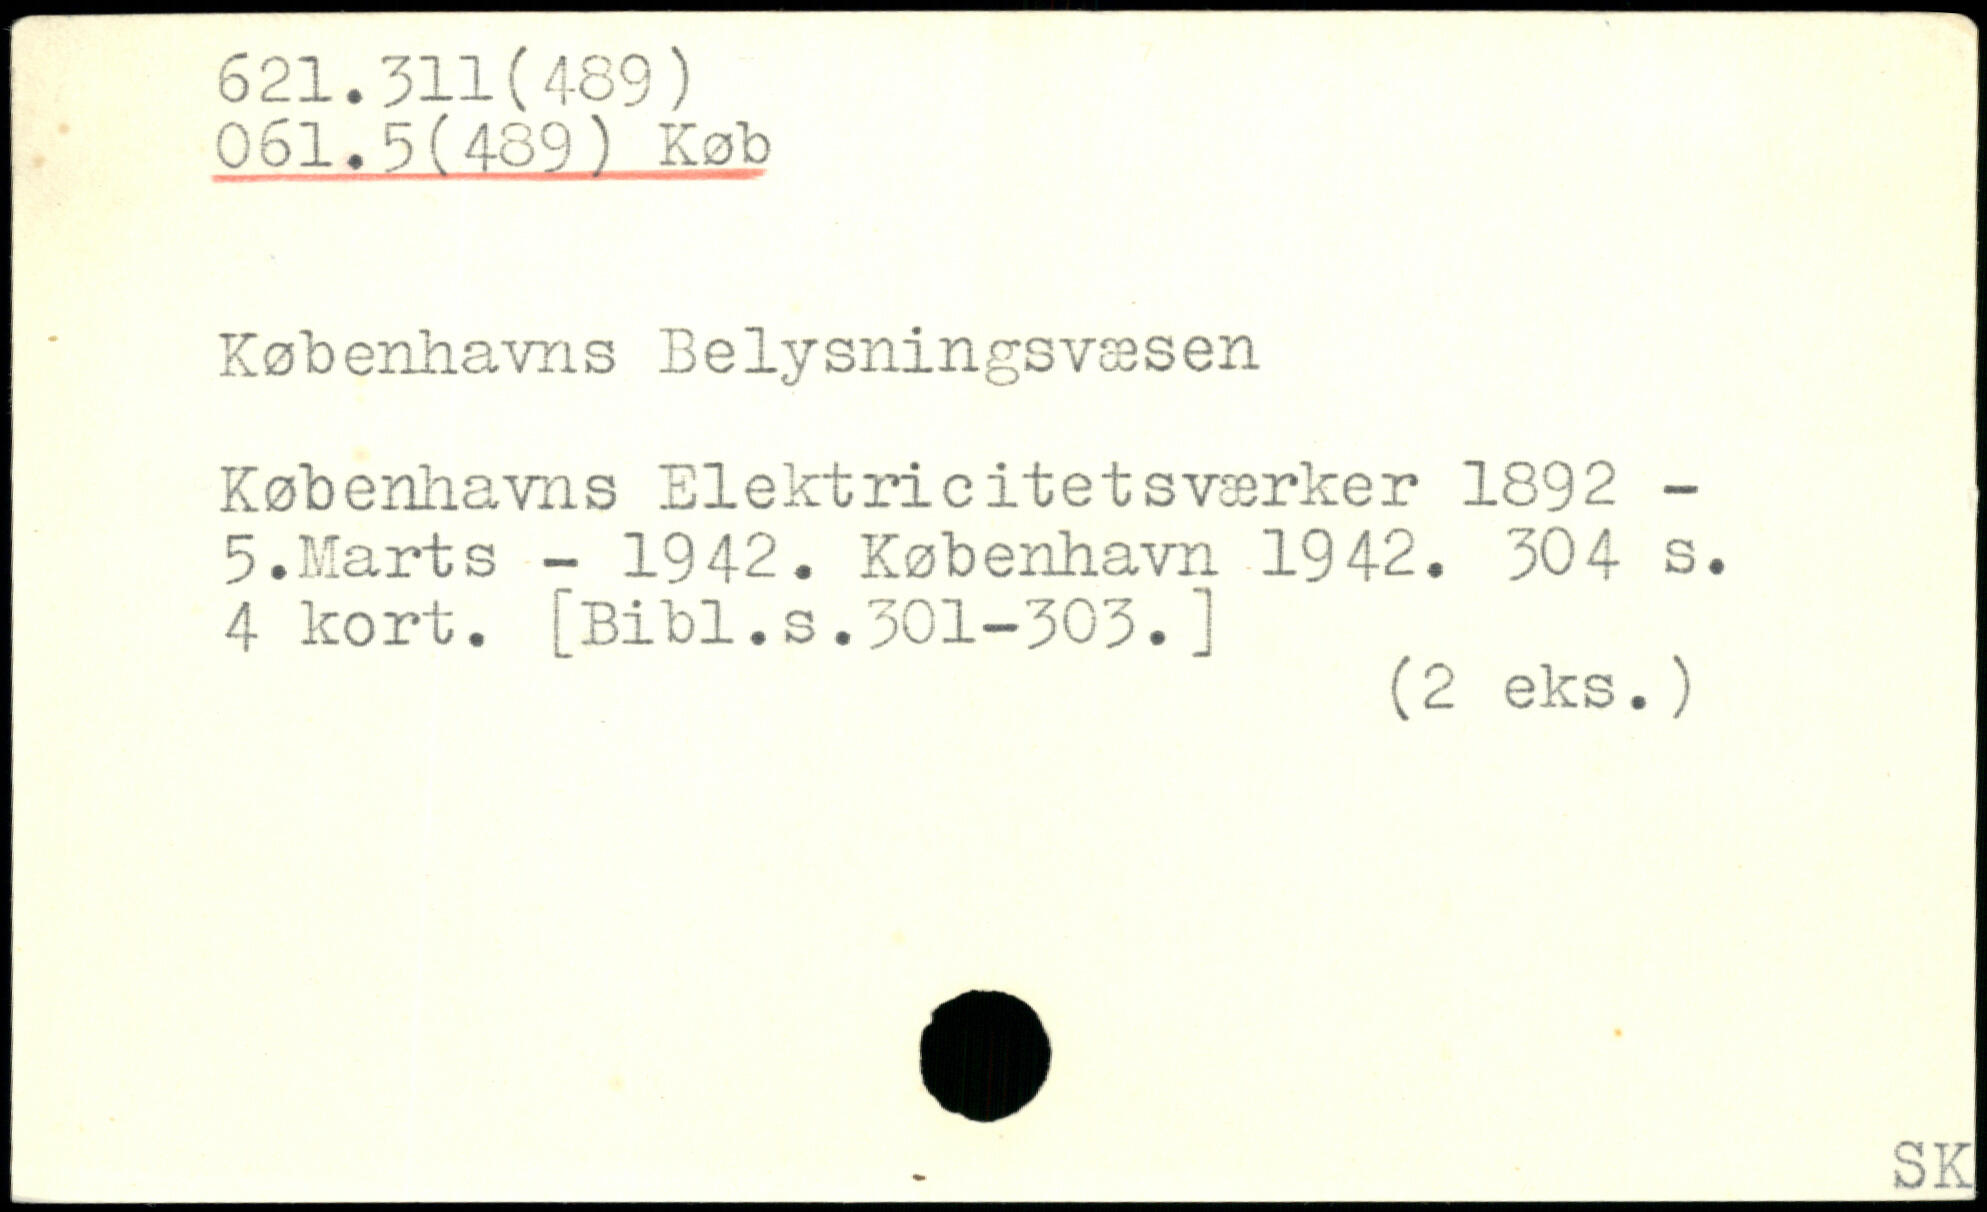 621.311(489)
061.5(489) Køb
Københavns Belysningsvæsen
Københavns Elektricitetsværker 1892 -
5.Marts - 1942. København 1942. 304 s.
4 kort. [Bibl.s.301-303.]
(2 eks.)
SK